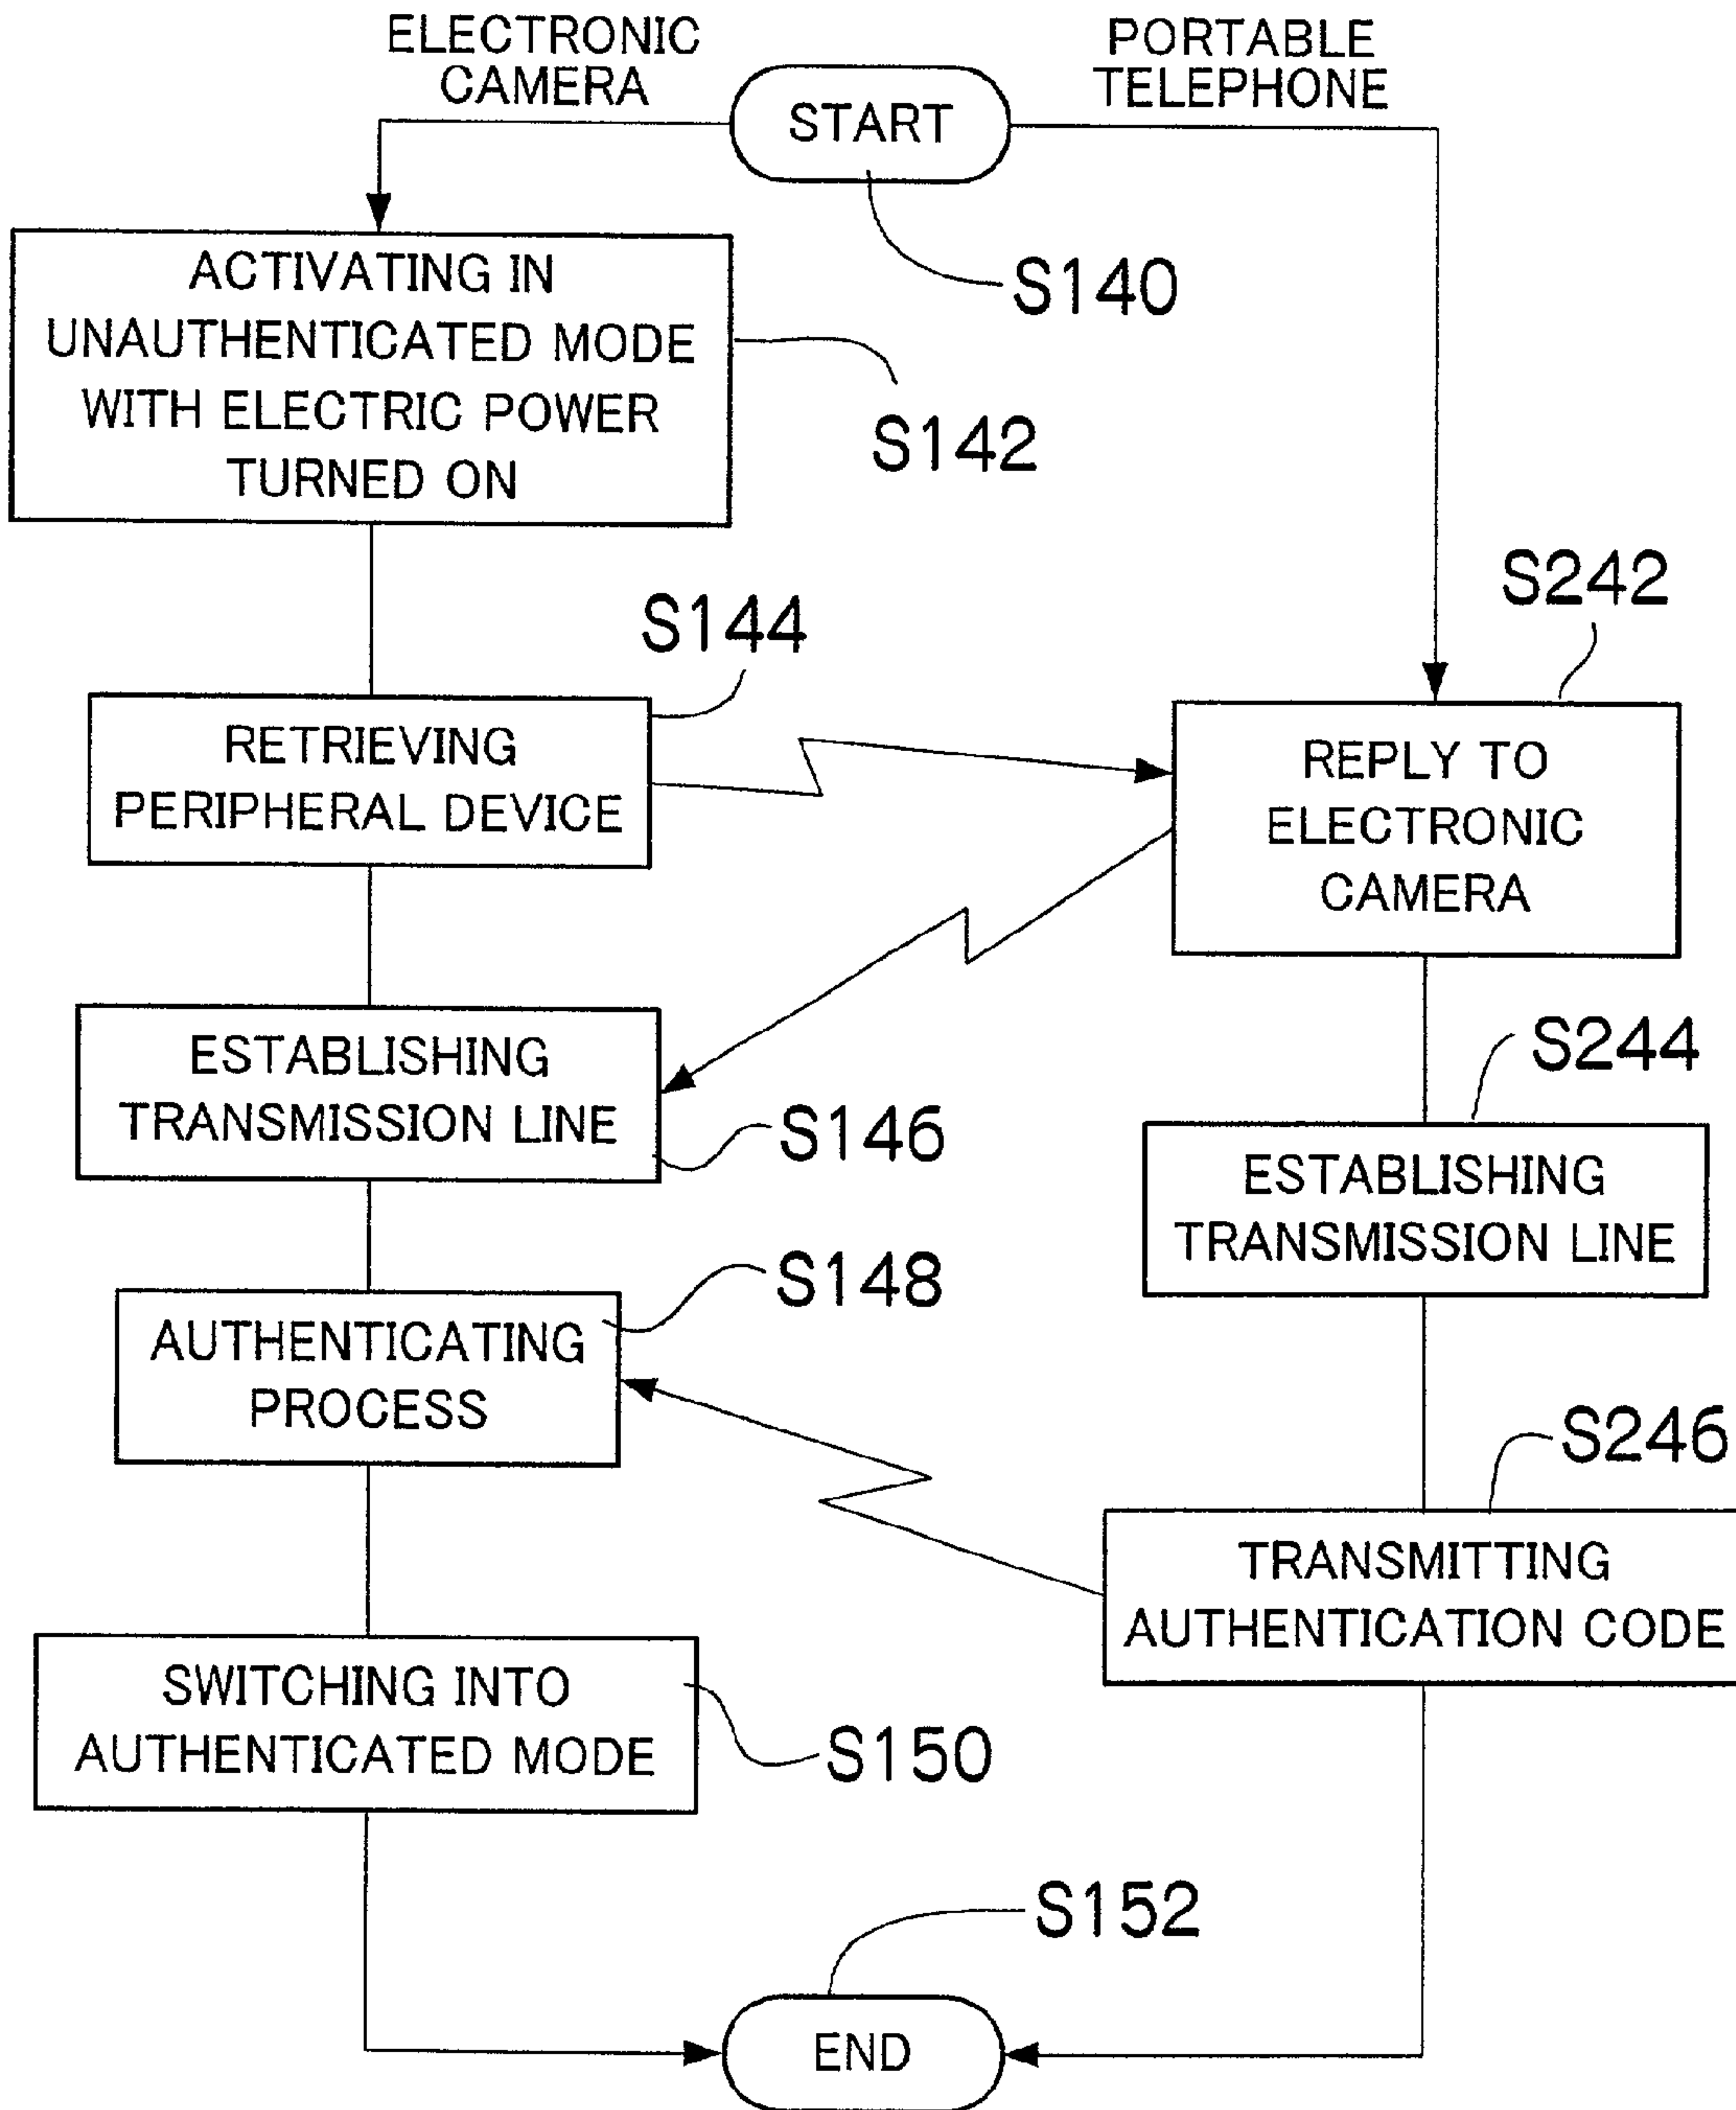 ELECTRONIC
CAMERA
PORTABLE
TELEPHONE
START
S140
ACTIVATING IN
UNAUTHENTICATED MODE
WITH ELECTRIC POWER
TURNED ON
S142
S144
RETRIEVING
PERIPHERAL DEVICE
S242
REPLY TO
ELECTRONIC
CAMERA
ESTABLISHING
TRANSMISSION LINE
S146
S244
ESTABLISHING
TRANSMISSION LINE
S148
AUTHENTICATING
PROCESS
S246
TRANSMITTING
AUTHENTICATION CODE
SWITCHING INTO
AUTHENTICATED MODE
S150
S152
END